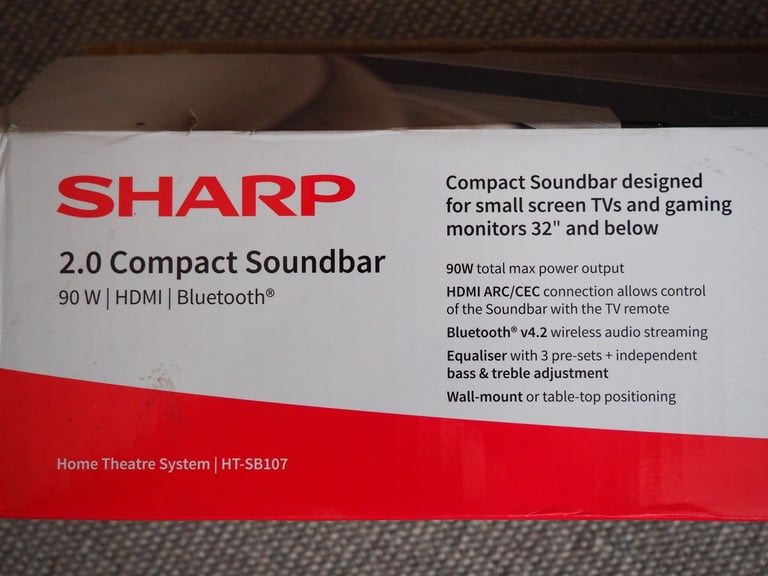 SHARP
2.0 Compact Soundbar
90 W | HDMI | Bluetooth®
Compact Soundbar designed
for small screen TVs and gaming
monitors 32" and below
90W total max power output
HDMI ARC/CEC connection allows control
of the Soundbar with the TV remote
Bluetooth® v4.2 wireless audio streaming
Equaliser with 3 pre-sets + independent
bass & treble adjustment
Wall-mount or table-top positioning
Home Theatre System | HT-SB107